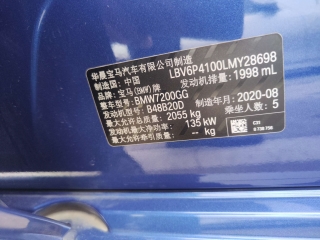 华晨宝马汽车有限公司制造
制造国：中国 LBV6P4100LMY28698
品牌：宝马(BMW)牌 发动机排量：1998 mL
整车型号：BMW7200GG
发动机型号：B48B20D 制造年月：2020-08
最大允许总质量：2055 kg 乘坐人数：5
发动机最大净功率：135 kW
最大允许牵引质量：- kg
C31